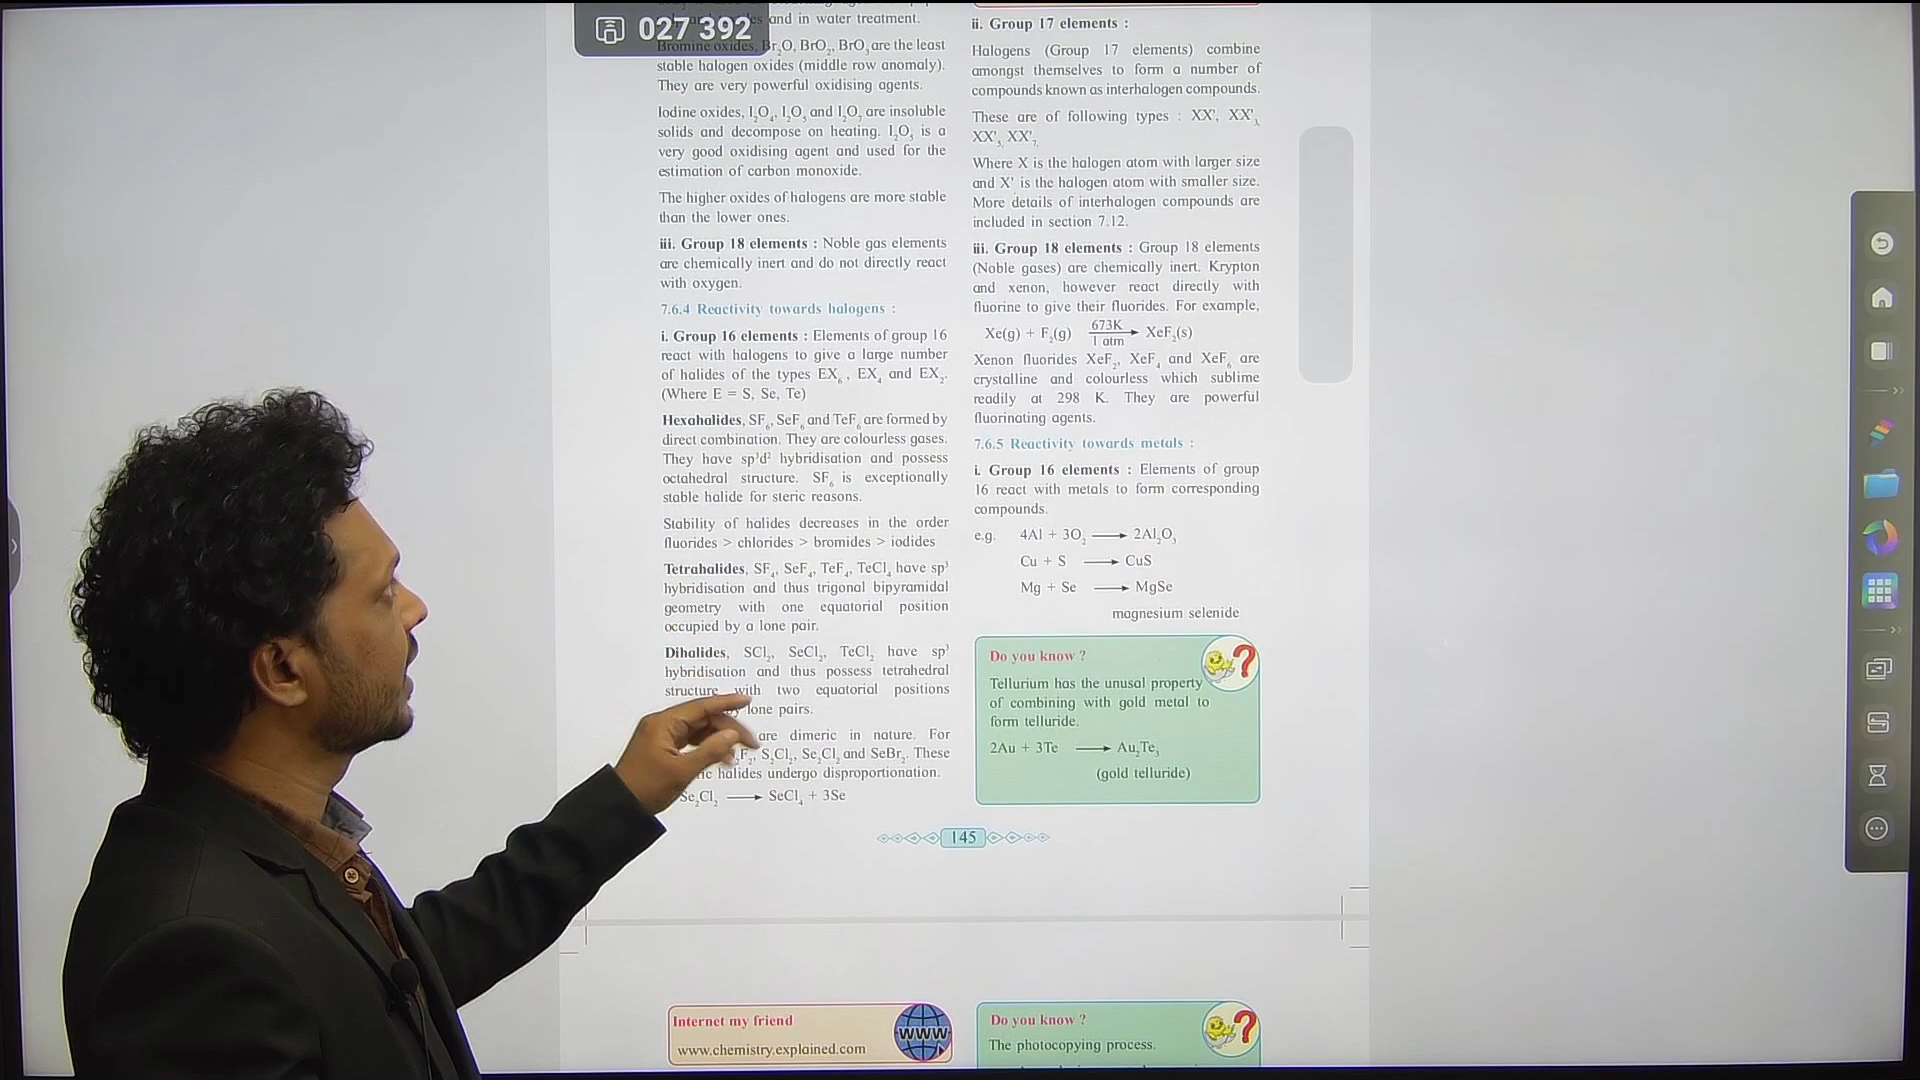 027 392
and in water treatment.
Bromine oxides, Br₂O, BrO₂, BrO₃ are the least
stable halogen oxides (middle row anomaly).
They are very powerful oxidising agents.
Iodine oxides, I₂O₄, I₂O₅ and I₂O₇ are insoluble
solids and decompose on heating. I₂O₅ is a
very good oxidising agent and used for the
estimation of carbon monoxide.
The higher oxides of halogens are more stable
than the lower ones.
iii. Group 18 elements : Noble gas elements
are chemically inert and do not directly react
with oxygen.
7.6.4 Reactivity towards halogens :
i. Group 16 elements : Elements of group 16
react with halogens to give a large number
of halides of the types EX₆ , EX₄ and EX₂.
(Where E = S, Se, Te)
Hexahalides, SF₆, SeF₆ and TeF₆ are formed by
direct combination. They are colourless gases.
They have sp³d² hybridisation and possess
octahedral structure. SF₆ is exceptionally
stable halide for steric reasons.
Stability of halides decreases in the order
fluorides > chlorides > bromides > iodides
Tetrahalides, SF₄, SeF₄, TeF₄, TeCl₄ have sp³
hybridisation and thus trigonal bipyramidal
geometry with one equatorial position
occupied by a lone pair.
Dihalides, SCl₂, SeCl₂, TeCl₂ have sp³
hybridisation and thus possess tetrahedral
structure with two equatorial positions
lone pairs.
are dimeric in nature. For
S₂Cl₂, Se₂Cl₂ and SeBr₂. These
halides undergo disproportionation.
Se₂Cl₂ ⟶ SeCl₄ + 3Se
ii. Group 17 elements :
Halogens (Group 17 elements) combine
amongst themselves to form a number of
compounds known as interhalogen compounds.
These are of following types : XX', XX'₃,
XX'₅, XX'₇,
Where X is the halogen atom with larger size
and X' is the halogen atom with smaller size.
More details of interhalogen compounds are
included in section 7.12.
iii. Group 18 elements : Group 18 elements
(Noble gases) are chemically inert. Krypton
and xenon, however react directly with
fluorine to give their fluorides. For example,
Xe(g) + F₂(g) 673K 1 atm ⟶ XeF₂(s)
Xenon fluorides XeF₂, XeF₄ and XeF₆ are
crystalline and colourless which sublime
readily at 298 K. They are powerful
fluorinating agents.
7.6.5 Reactivity towards metals :
i. Group 16 elements : Elements of group
16 react with metals to form corresponding
compounds.
e.g. 4Al + 3O₂ ⟶ 2Al₂O₃
Cu + S ⟶ CuS
Mg + Se ⟶ MgSe
magnesium selenide
Do you know ?
Tellurium has the unusal property
of combining with gold metal to
form telluride.
2Au + 3Te ⟶ Au₂Te₃
(gold telluride)
145
Internet my friend
www.chemistry.explained.com
WWW
Do you know ?
The photocopying process.